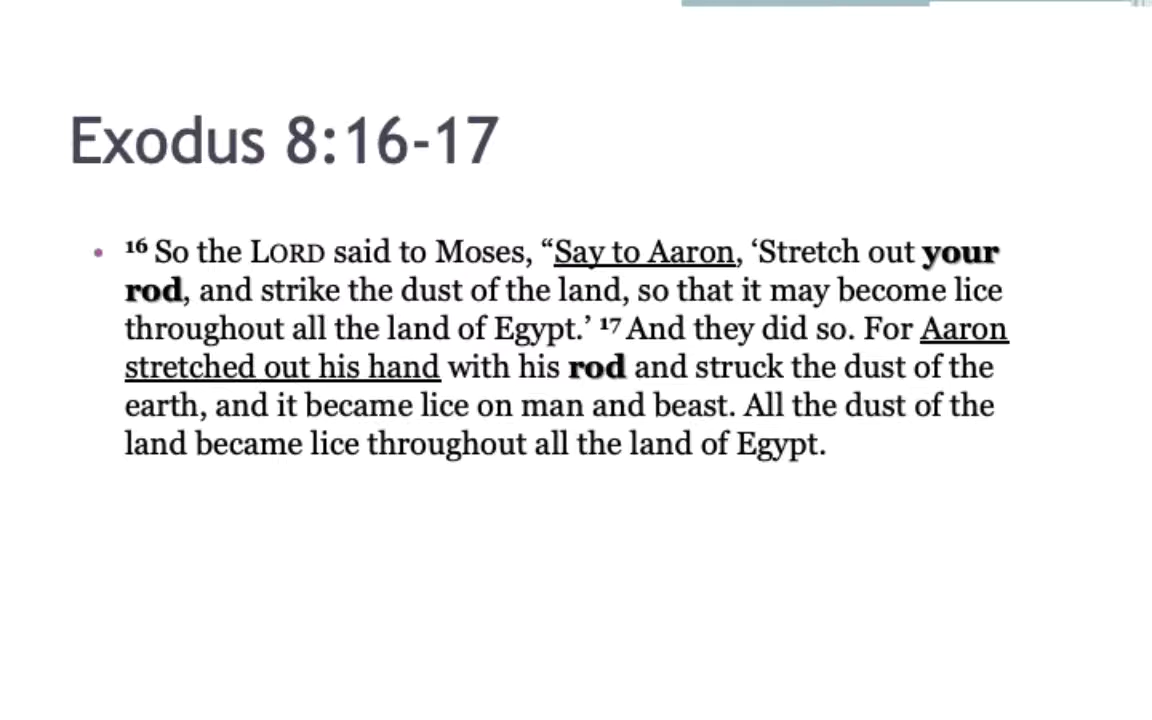 Exodus 8:16-17
• ¹⁶ So the LORD said to Moses, “Say to Aaron, ‘Stretch out your
rod, and strike the dust of the land, so that it may become lice
throughout all the land of Egypt.’ ¹⁷ And they did so. For Aaron
stretched out his hand with his rod and struck the dust of the
earth, and it became lice on man and beast. All the dust of the
land became lice throughout all the land of Egypt.